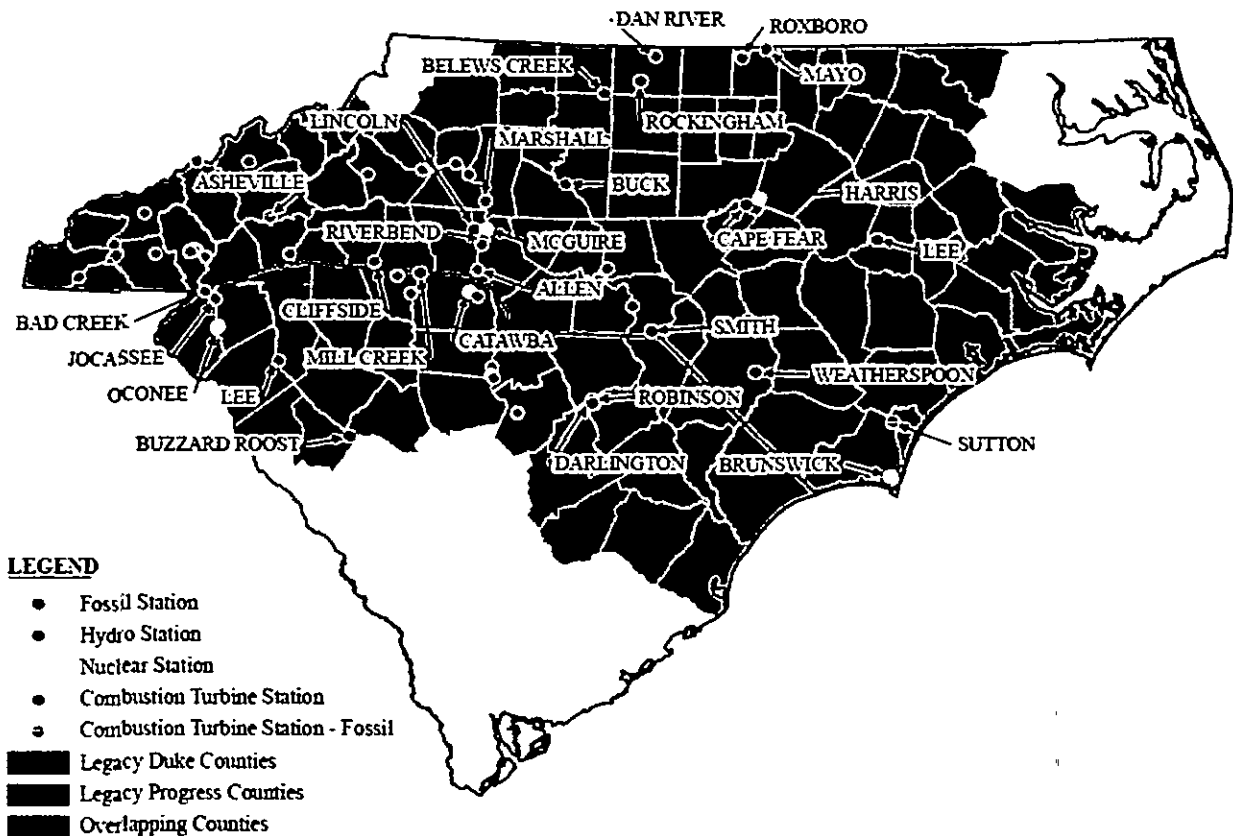 DAN RIVER
ROXBORO
BELEWS CREEK
MAYO
LINCOLN
MARSHALL
ROCKINGHAM
ASHEVILLE
BUCK
HARRIS
RIVERBEND
MCGUIRE
CAPE FEAR
LEE
ALLEN
BAD CREEK
CLIFFSIDE
JOCASSEE
MILL CREEK
CATAWBA
SMITH
OCONEE
LEE
WEATHERSPOON
ROBINSON
BUZZARD ROOST
SUTTON
DARLINGTON
BRUNSWICK
LEGEND
Fossil Station
Hydro Station
Nuclear Station
Combustion Turbine Station
Combustion Turbine Station - Fossil
Legacy Duke Counties
Legacy Progress Counties
Overlapping Counties